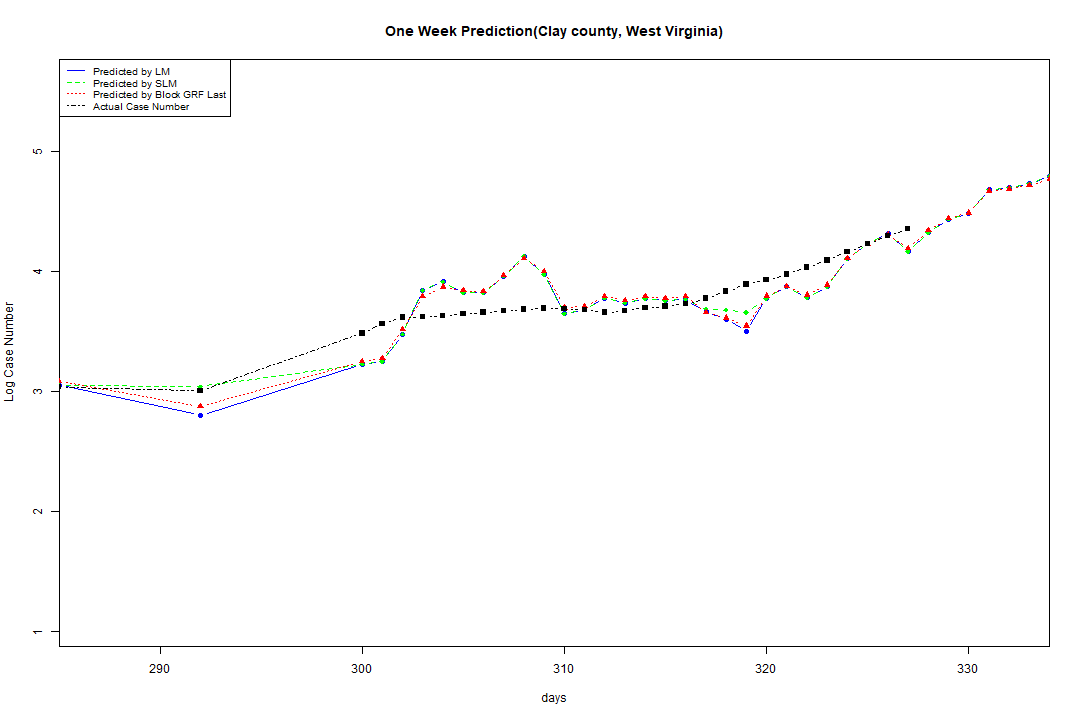 One Week Prediction(Clay county, West Virginia)
Predicted by LM
Predicted by SLM
Predicted by Block GRF Last
Actual Case Number
5
4
3
2
1
Log Case Number
290 300 310 320 330
days